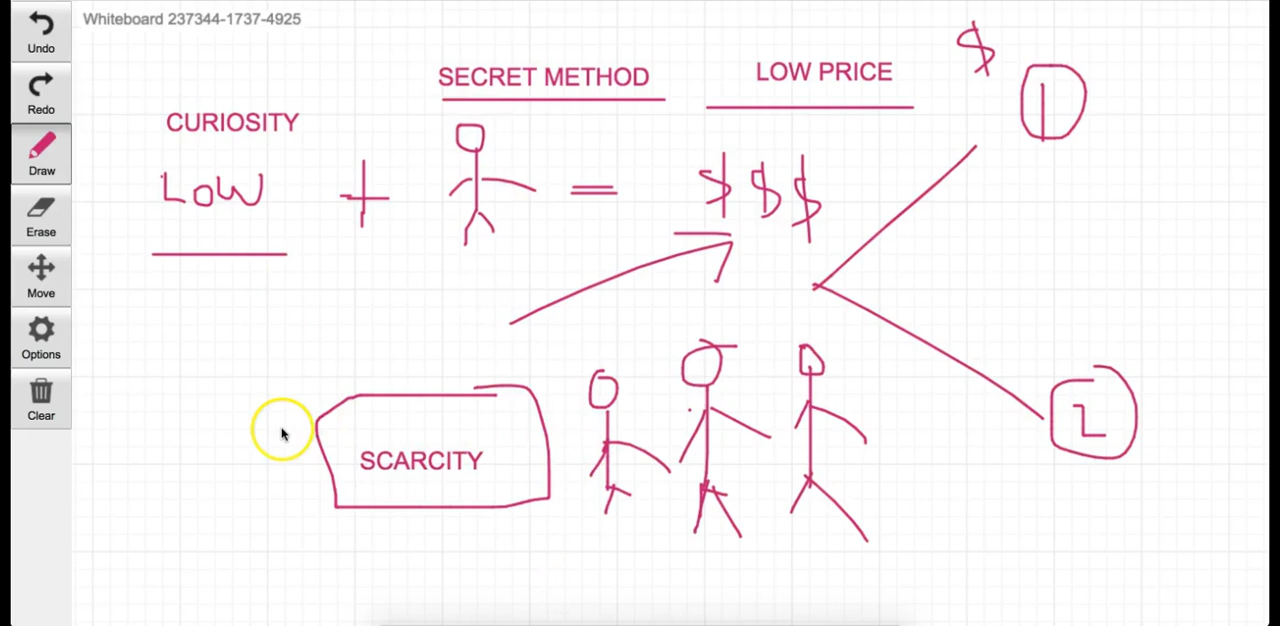 Whiteboard 237344-1737-4925
Undo
Redo
Draw
Erase
Move
Options
Clear
SECRET METHOD
LOW PRICE
$
1
CURIOSITY
LOW + = $$$
SCARCITY
2